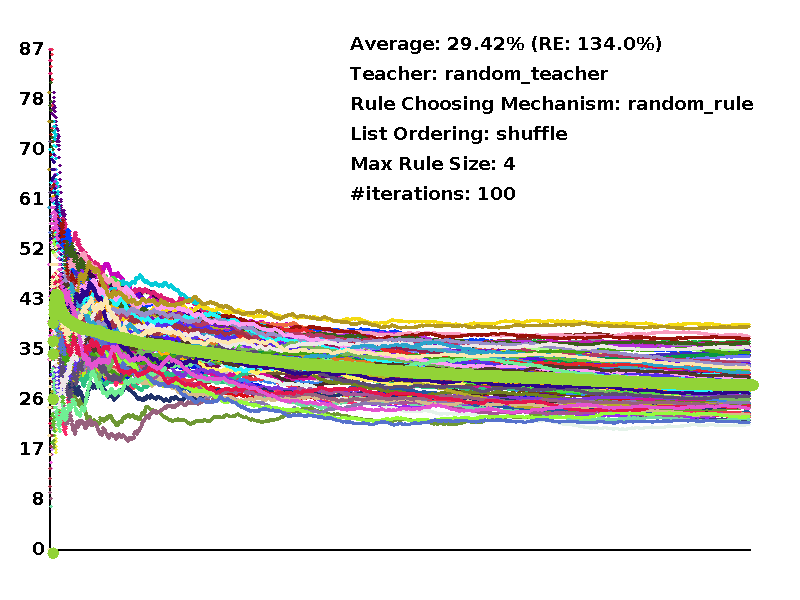 Average: 29.42% (RE: 134.0%)
Teacher: random_teacher
Rule Choosing Mechanism: random_rule
List Ordering: shuffle
Max Rule Size: 4
#iterations: 100
87
78
70
61
52
43
35
26
17
8
0